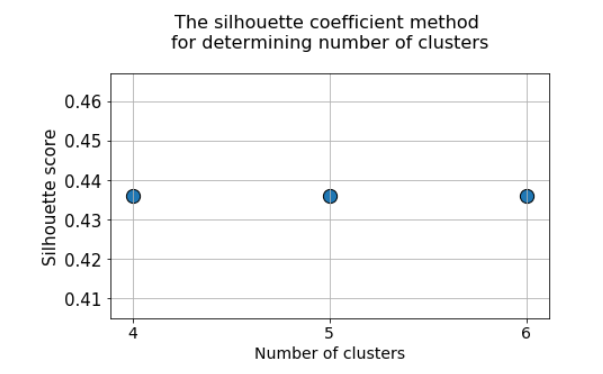 The silhouette coefficient method
for determining number of clusters
0.46
0.45
0.44
0.43
0.42
0.41
Silhouette score
4 5 6
Number of clusters